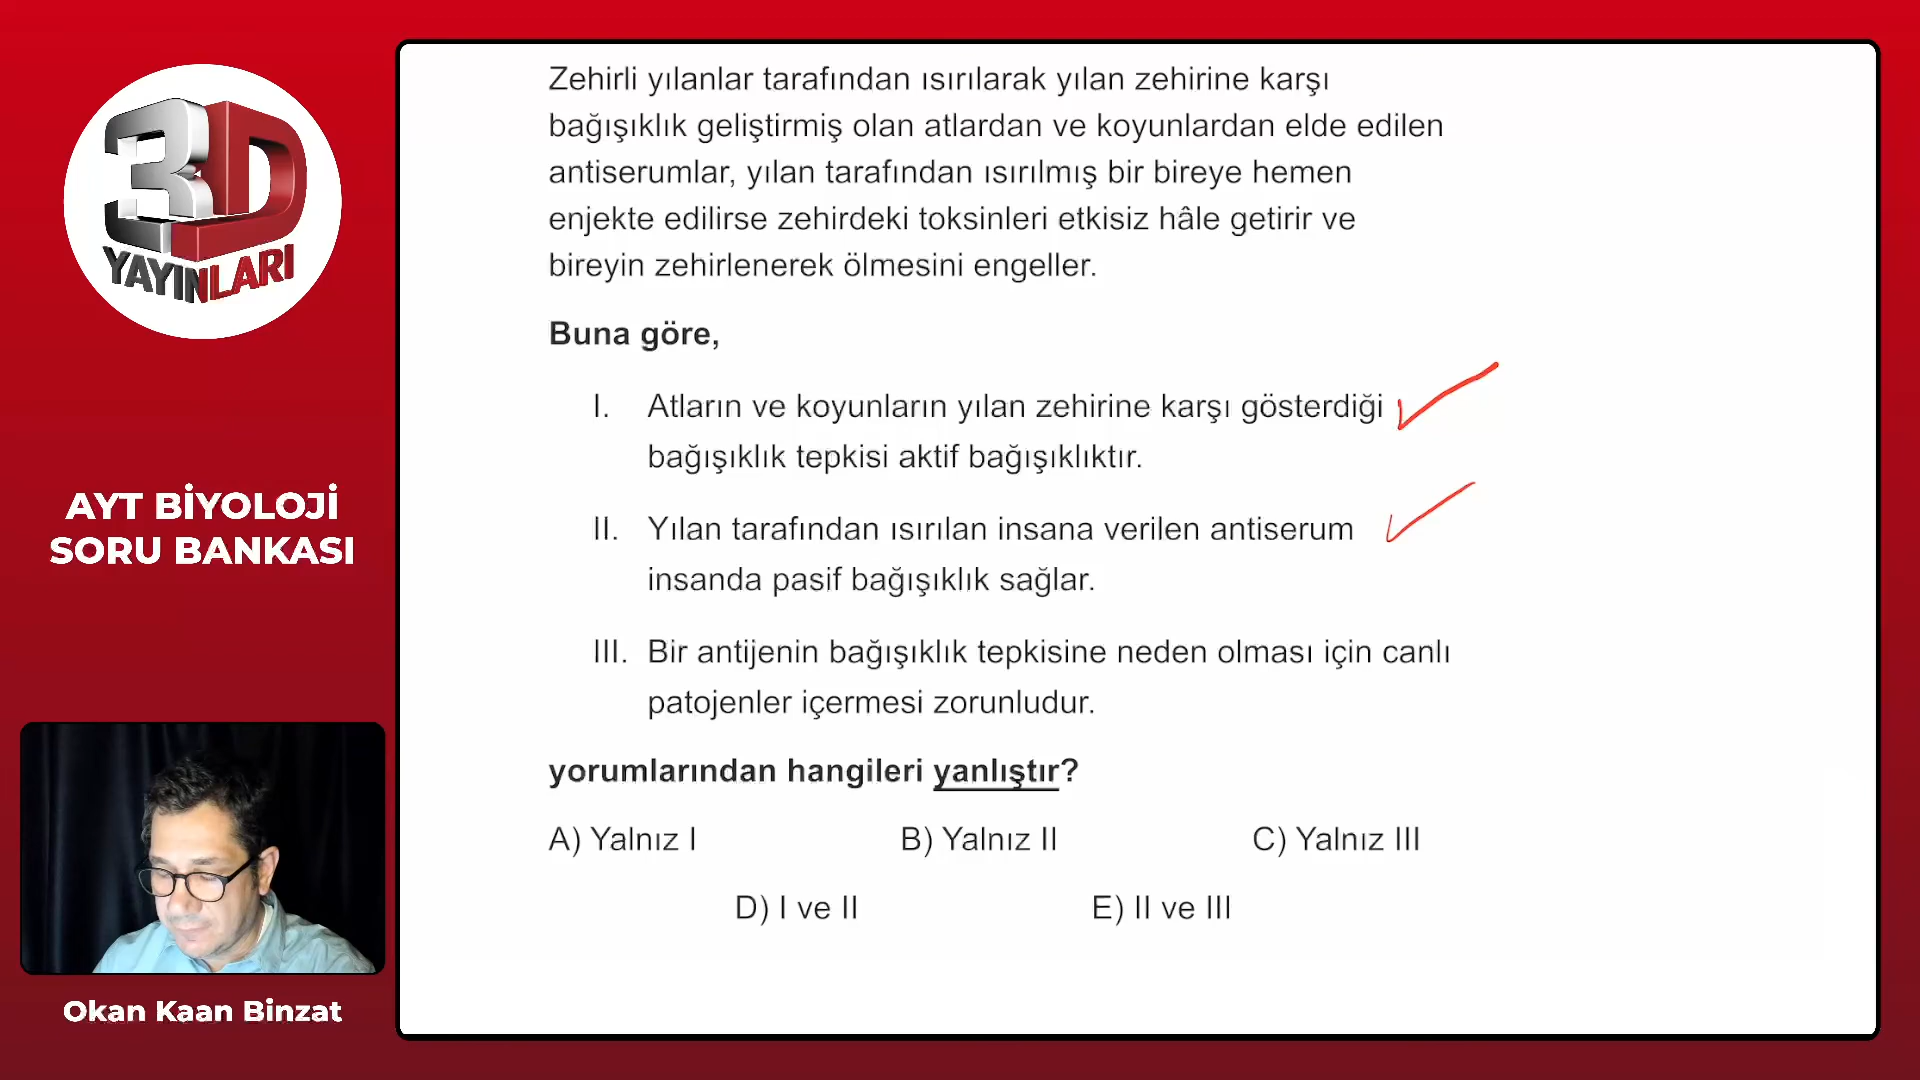 3D
YAYINLARI
AYT BİYOLOJİ
SORU BANKASI
Okan Kaan Binzat
Zehirli yılanlar tarafından ısırılarak yılan zehirine karşı
bağışıklık geliştirmiş olan atlardan ve koyunlardan elde edilen
antiserumlar, yılan tarafından ısırılmış bir bireye hemen
enjekte edilirse zehirdeki toksinleri etkisiz hâle getirir ve
bireyin zehirlenerek ölmesini engeller.
Buna göre,
I. Atların ve koyunların yılan zehirine karşı gösterdiği
bağışıklık tepkisi aktif bağışıklıktır.
II. Yılan tarafından ısırılan insana verilen antiserum
insanda pasif bağışıklık sağlar.
III. Bir antijenin bağışıklık tepkisine neden olması için canlı
patojenler içermesi zorunludur.
yorumlarından hangileri yanlıştır?
A) Yalnız I B) Yalnız II C) Yalnız III
D) I ve II E) II ve III